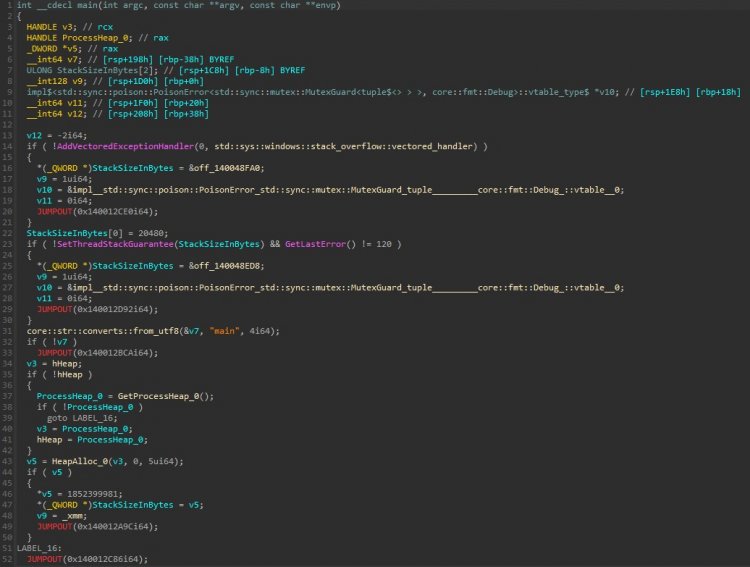 1 int __cdecl main(int argc, const char **argv, const char **envp)
2 {
3 HANDLE v3; // rcx
4 HANDLE ProcessHeap_0; // rax
5 _DWORD *v5; // rax
6 __int64 v7; // [rsp+198h] [rbp-38h] BYREF
7 ULONG StackSizeInBytes[2]; // [rsp+1C8h] [rbp-8h] BYREF
8 __int128 v9; // [rsp+1D0h] [rbp+0h]
9 impl$<std::sync::poison::PoisonError<std::sync::mutex::MutexGuard<tuple$<> > >, core::fmt::Debug>::vtable_type$ *v10; // [rsp+1E8h] [rbp+18h]
10 __int64 v11; // [rsp+1F0h] [rbp+20h]
11 __int64 v12; // [rsp+208h] [rbp+38h]
12
13 v12 = -2i64;
14 if ( !AddVectoredExceptionHandler(0, std::sys::windows::stack_overflow::vectored_handler) )
15 {
16 *(_QWORD *)StackSizeInBytes = &off_140048FA0;
17 v9 = 1ui64;
18 v10 = &impl__std::sync::poison::PoisonError_std::sync::mutex::MutexGuard_tuple_________core::fmt::Debug_::vtable__0;
19 v11 = 0i64;
20 JUMPOUT(0x140012CE0i64);
21 }
22 StackSizeInBytes[0] = 20480;
23 if ( !SetThreadStackGuarantee(StackSizeInBytes) && GetLastError() != 120 )
24 {
25 *(_QWORD *)StackSizeInBytes = &off_140048ED8;
26 v9 = 1ui64;
27 v10 = &impl__std::sync::poison::PoisonError_std::sync::mutex::MutexGuard_tuple_________core::fmt::Debug_::vtable__0;
28 v11 = 0i64;
29 JUMPOUT(0x140012D92i64);
30 }
31 core::str::converts::from_utf8(&v7, "main", 4i64);
32 if ( !v7 )
33 JUMPOUT(0x140012BCAi64);
34 v3 = hHeap;
35 if ( !hHeap )
36 {
37 ProcessHeap_0 = GetProcessHeap_0();
38 if ( !ProcessHeap_0 )
39 goto LABEL_16;
40 v3 = ProcessHeap_0;
41 hHeap = ProcessHeap_0;
42 }
43 v5 = HeapAlloc_0(v3, 0, 5ui64);
44 if ( v5 )
45 {
46 *v5 = 1852399981;
47 *(_QWORD *)StackSizeInBytes = v5;
48 v9 = _xmm;
49 JUMPOUT(0x140012A9Ci64);
50 }
51 LABEL_16:
52 JUMPOUT(0x140012C86i64);